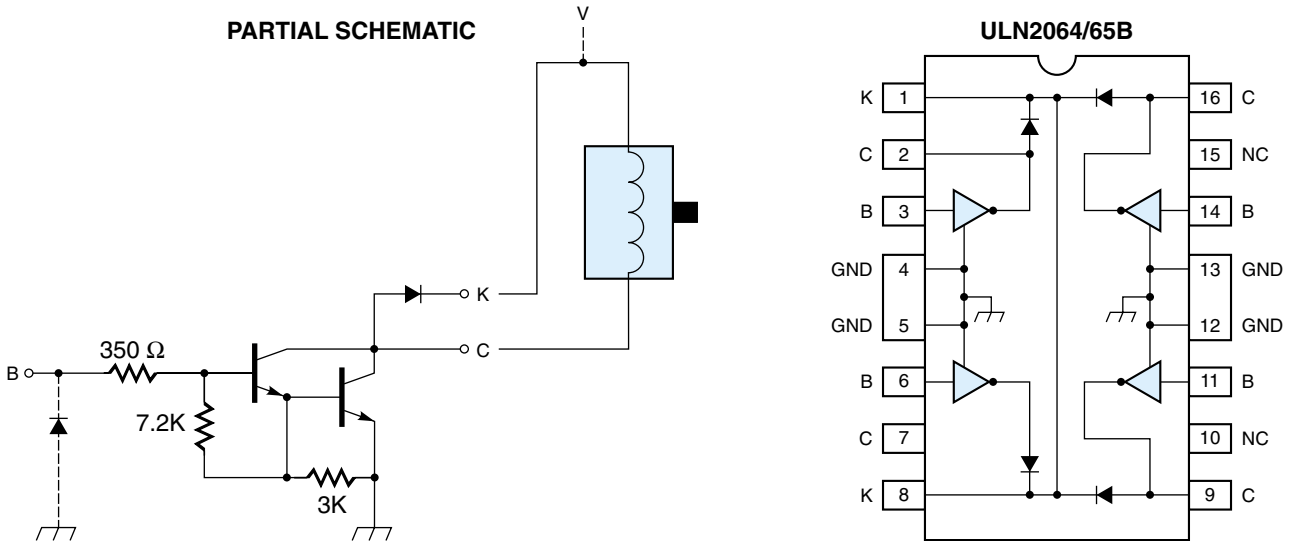 PARTIAL SCHEMATIC
V
K
C
B
350 Ω
7.2K
3K
ULN2064/65B
K 1 16 C
C 2 15 NC
B 3 14 B
GND 4 13 GND
GND 5 12 GND
B 6 11 B
C 7 10 NC
K 8 9 C